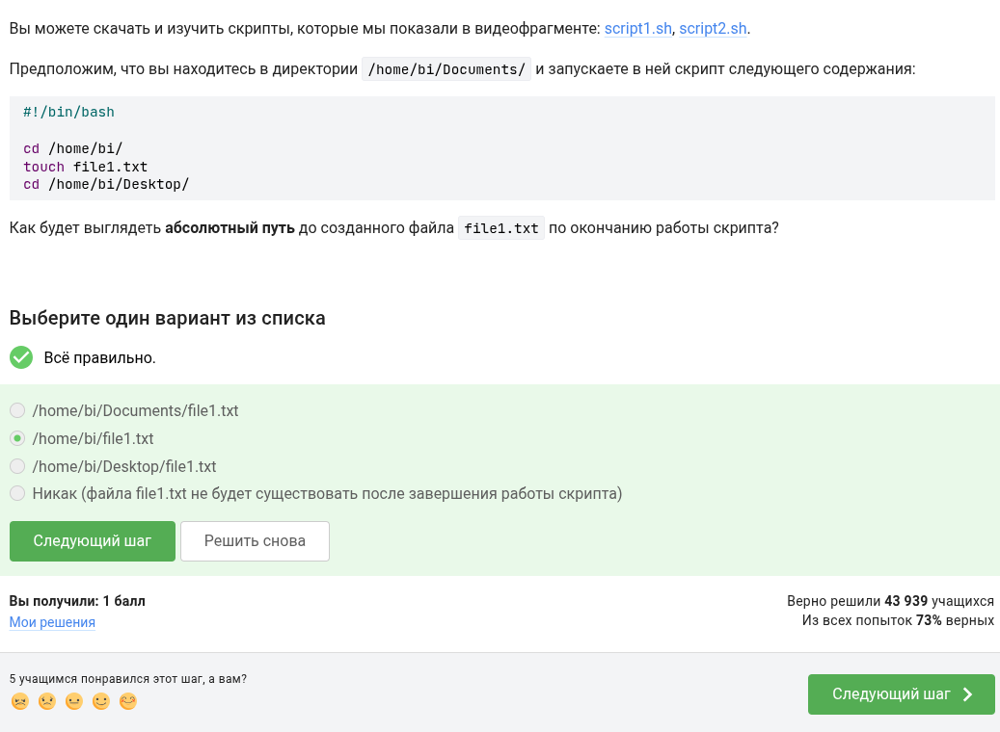 Вы можете скачать и изучить скрипты, которые мы показали в видеофрагменте: script1.sh, script2.sh.
Предположим, что вы находитесь в директории /home/bi/Documents/ и запускаете в ней скрипт следующего содержания:
#!/bin/bash
cd /home/bi/
touch file1.txt
cd /home/bi/Desktop/
Как будет выглядеть абсолютный путь до созданного файла file1.txt по окончанию работы скрипта?
Выберите один вариант из списка
Всё правильно.
/home/bi/Documents/file1.txt
/home/bi/file1.txt
/home/bi/Desktop/file1.txt
Никак (файла file1.txt не будет существовать после завершения работы скрипта)
Следующий шаг Решить снова
Вы получили: 1 балл
Мои решения
Верно решили 43 939 учащихся
Из всех попыток 73% верных
5 учащимся понравился этот шаг, а вам?
Следующий шаг